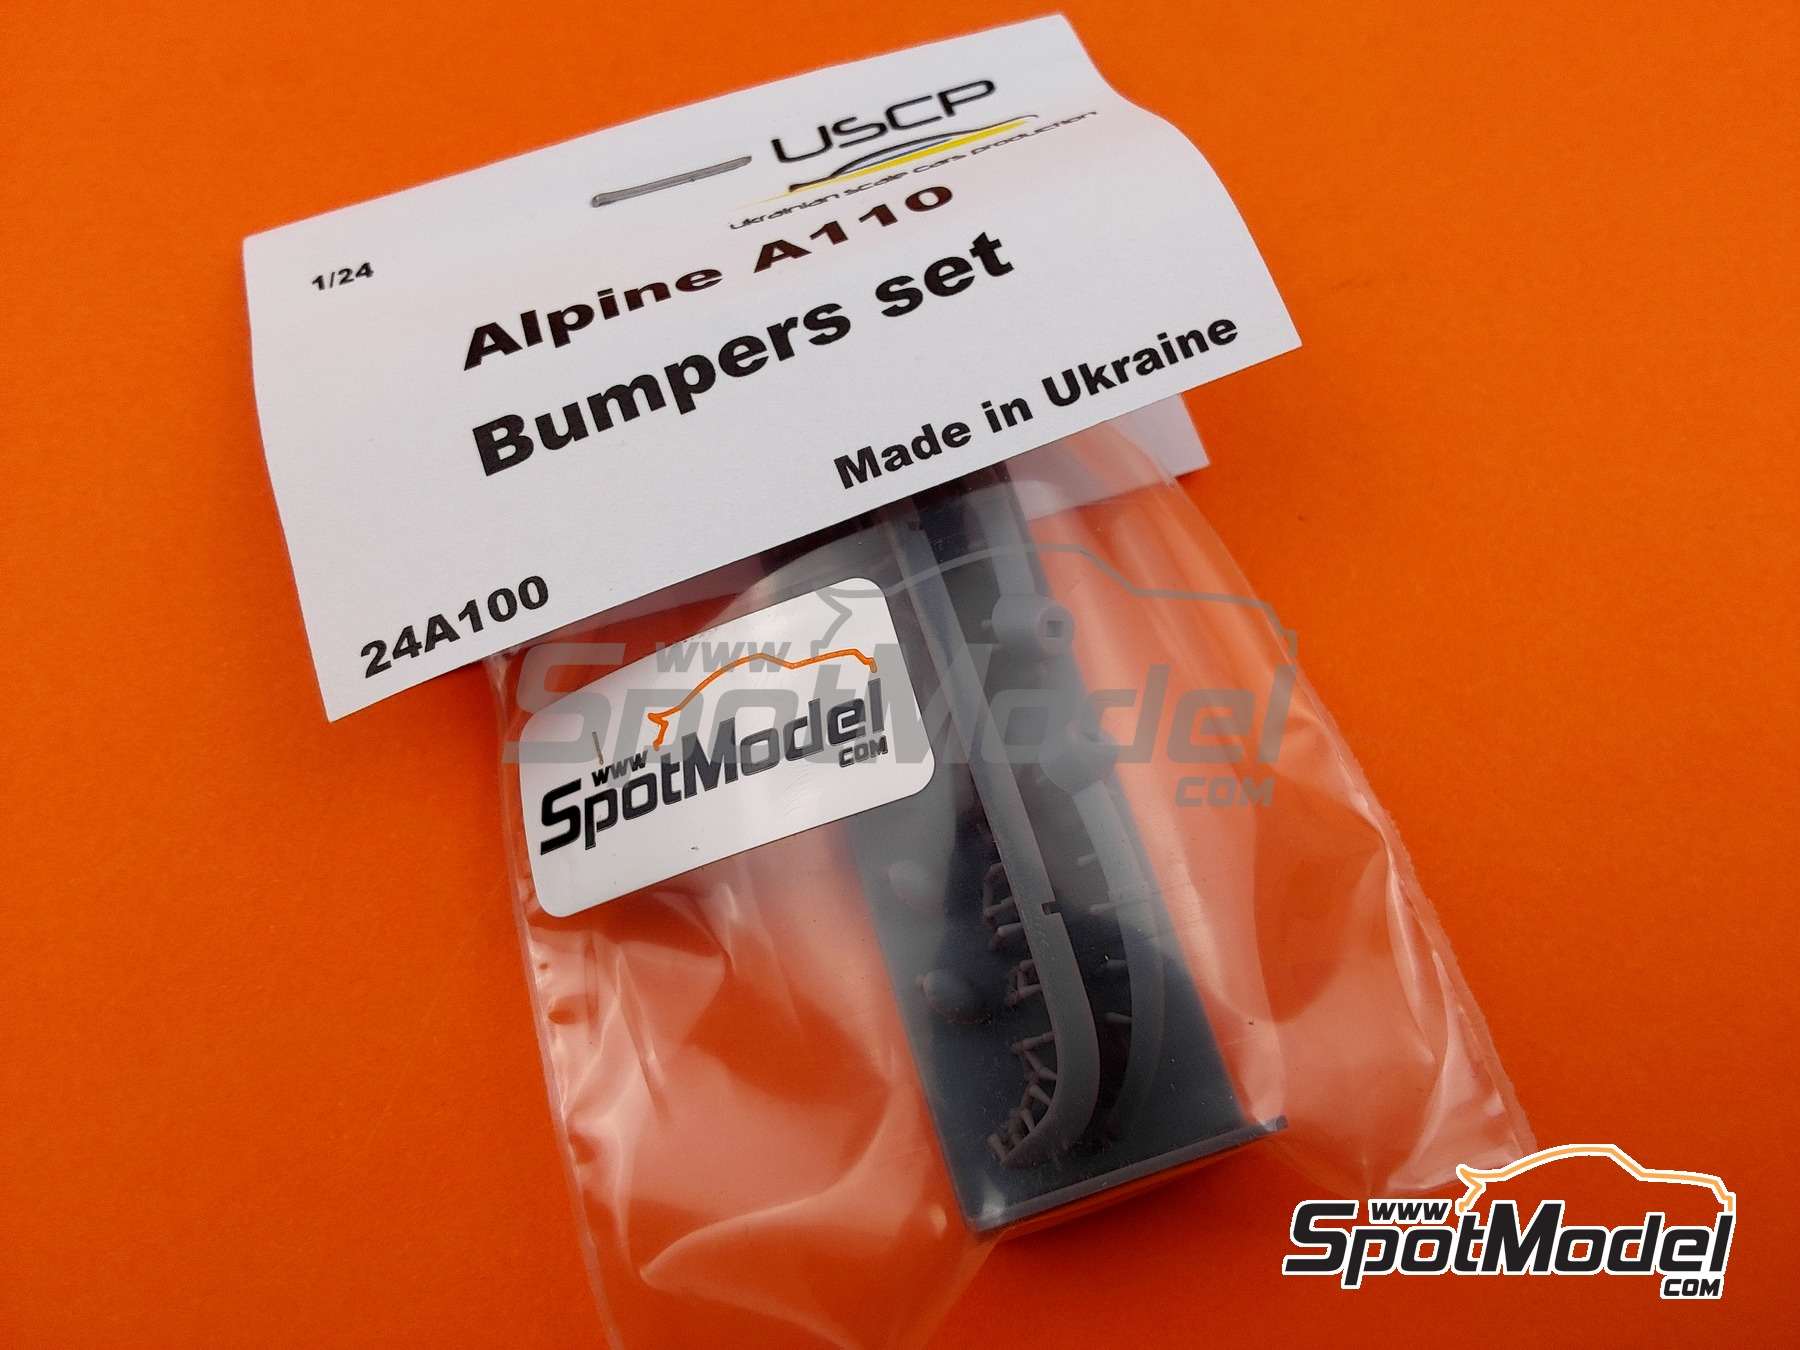 USCP
ukrainian scale cars production
1/24
Alpine A110
Bumpers set
Made in Ukraine
24A100
www
SpotModel
COM
www
SpotModel
COM
www
SpotModel
COM